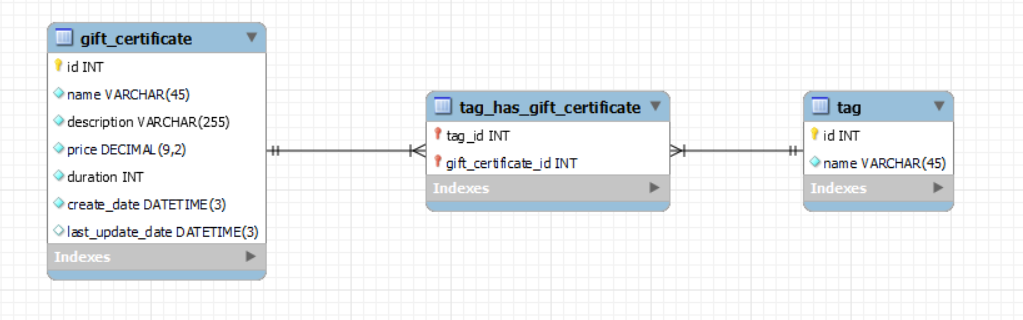 gift_certificate
id INT
name VARCHAR(45)
description VARCHAR(255)
price DECIMAL(9,2)
duration INT
create_date DATETIME(3)
last_update_date DATETIME(3)
Indexes
tag_has_gift_certificate
tag_id INT
gift_certificate_id INT
Indexes
tag
id INT
name VARCHAR(45)
Indexes